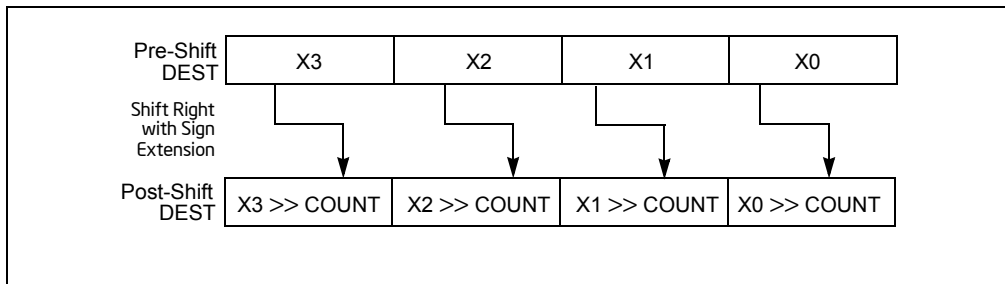 Pre-Shift
DEST
X3
X2
X1
X0
Shift Right
with Sign
Extension
Post-Shift
DEST
X3 >> COUNT
X2 >> COUNT
X1 >> COUNT
X0 >> COUNT